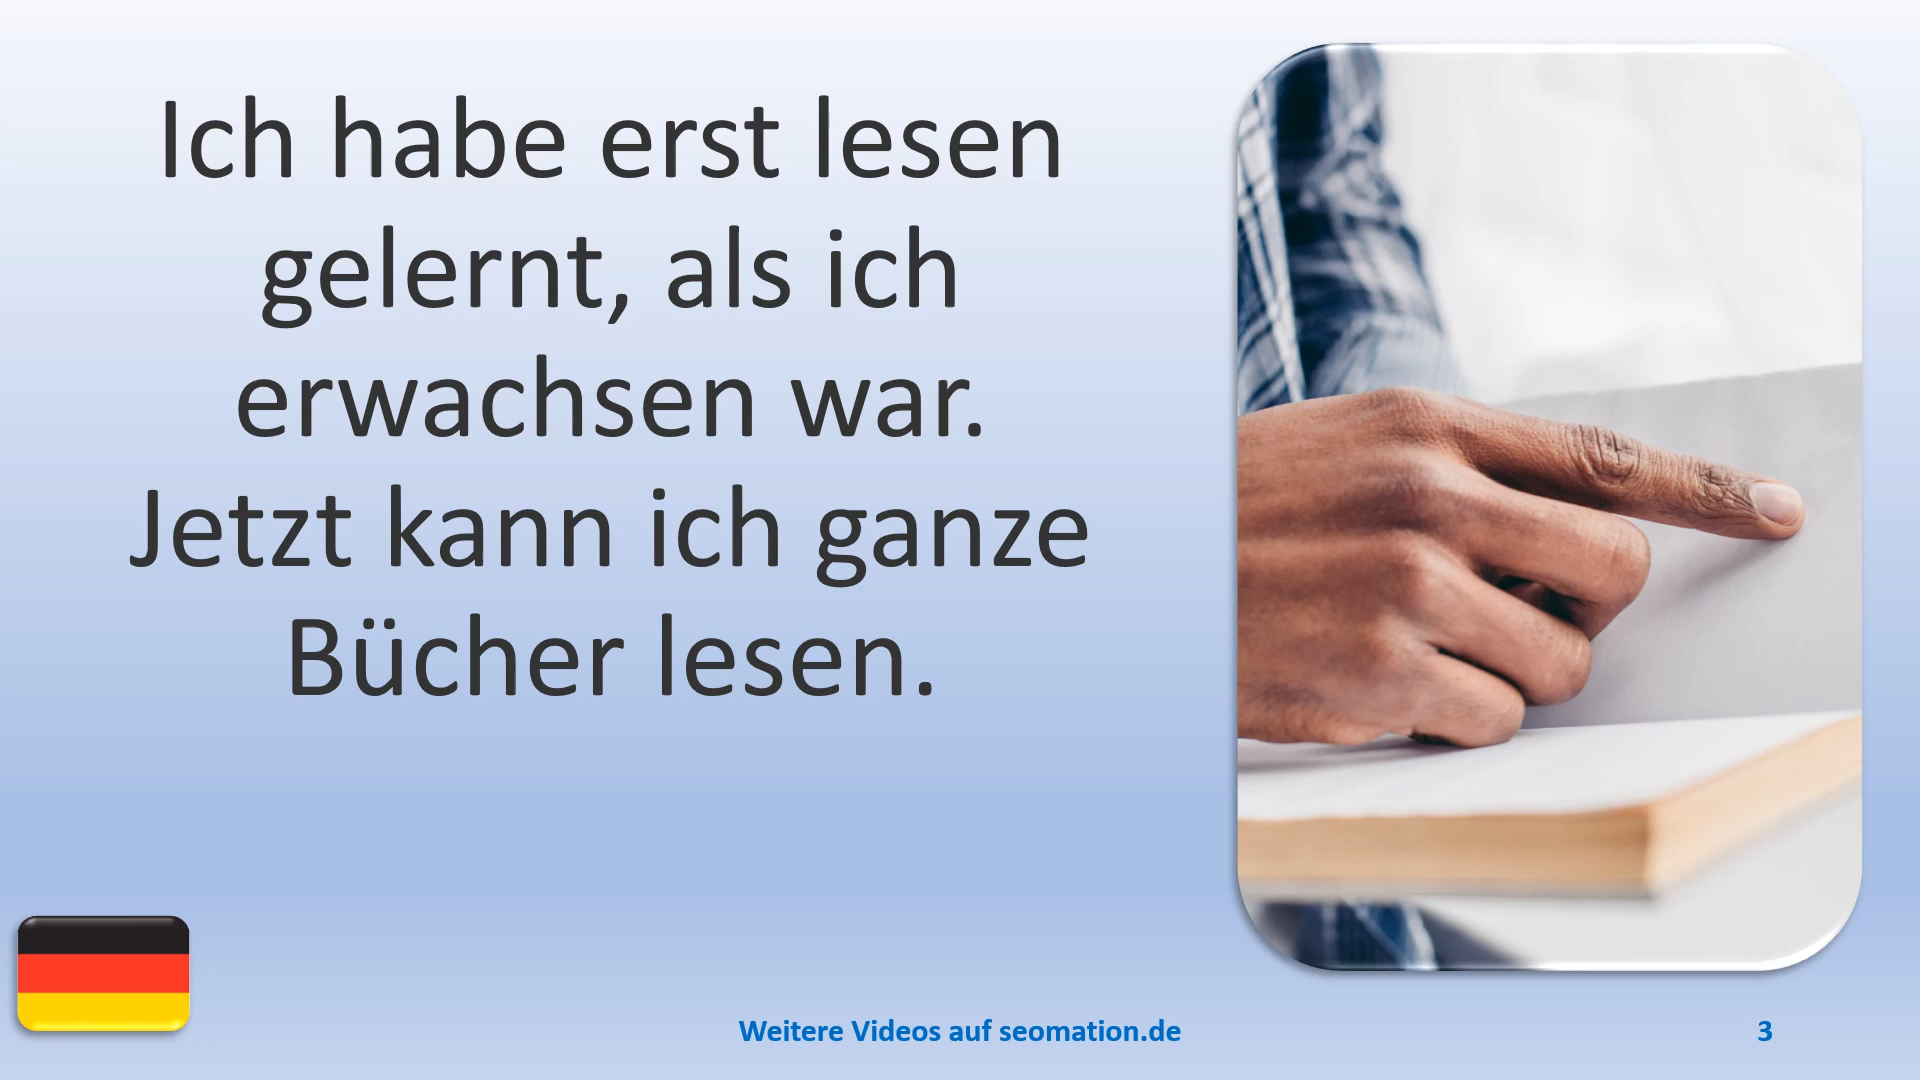 Ich habe erst lesen
gelernt, als ich
erwachsen war.
Jetzt kann ich ganze
Bücher lesen.
Weitere Videos auf seomation.de
3